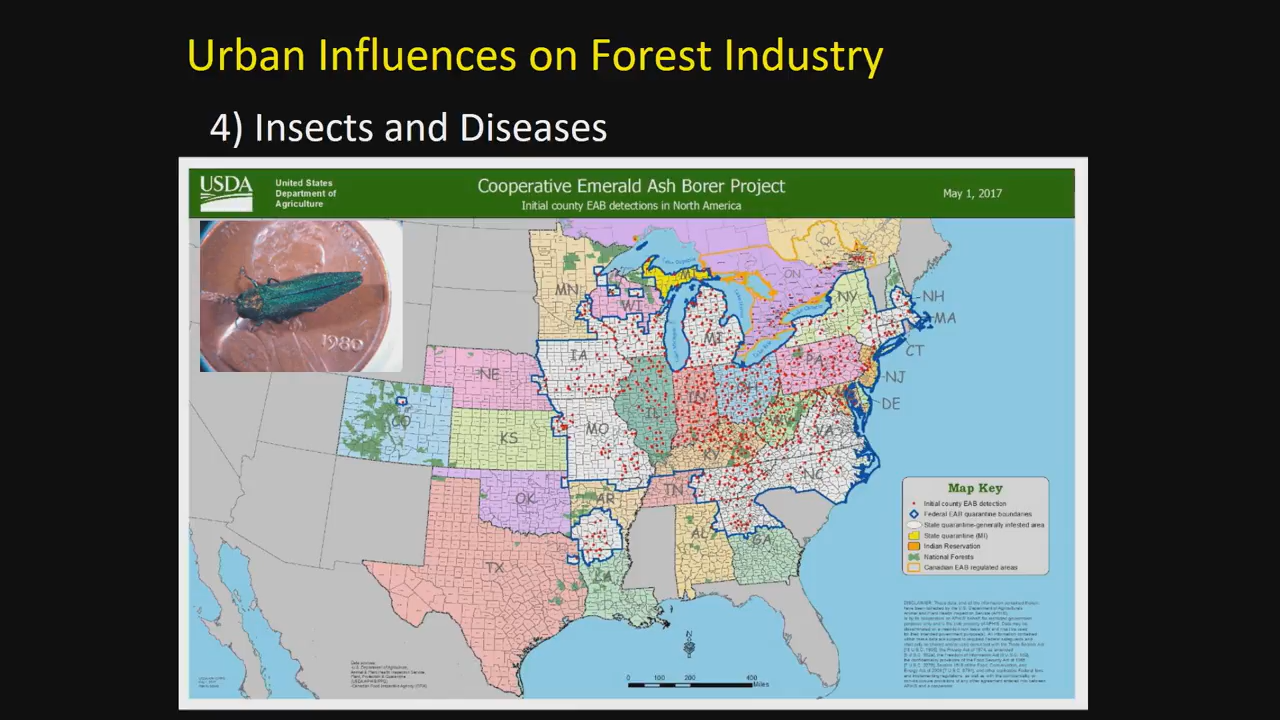 Urban Influences on Forest Industry
4) Insects and Diseases
USDA
United States
Department of
Agriculture
Cooperative Emerald Ash Borer Project
Initial county EAB detections in North America
May 1, 2017
1980
QC
ON
MN
WI
MI
NY
NH
MA
CT
IA
PA
NJ
NE
DE
IL
CO
KS
MO
KY
VA
NC
OK
AR
TN
AL
GA
TX
LA
Map Key
Initial county EAB detection
Federal EAB quarantine boundaries
State quarantine-generally infested area
State quarantine (MI)
Indian Reservation
National Forests
Canadian EAB regulated areas
N
0 100 200 400
Miles